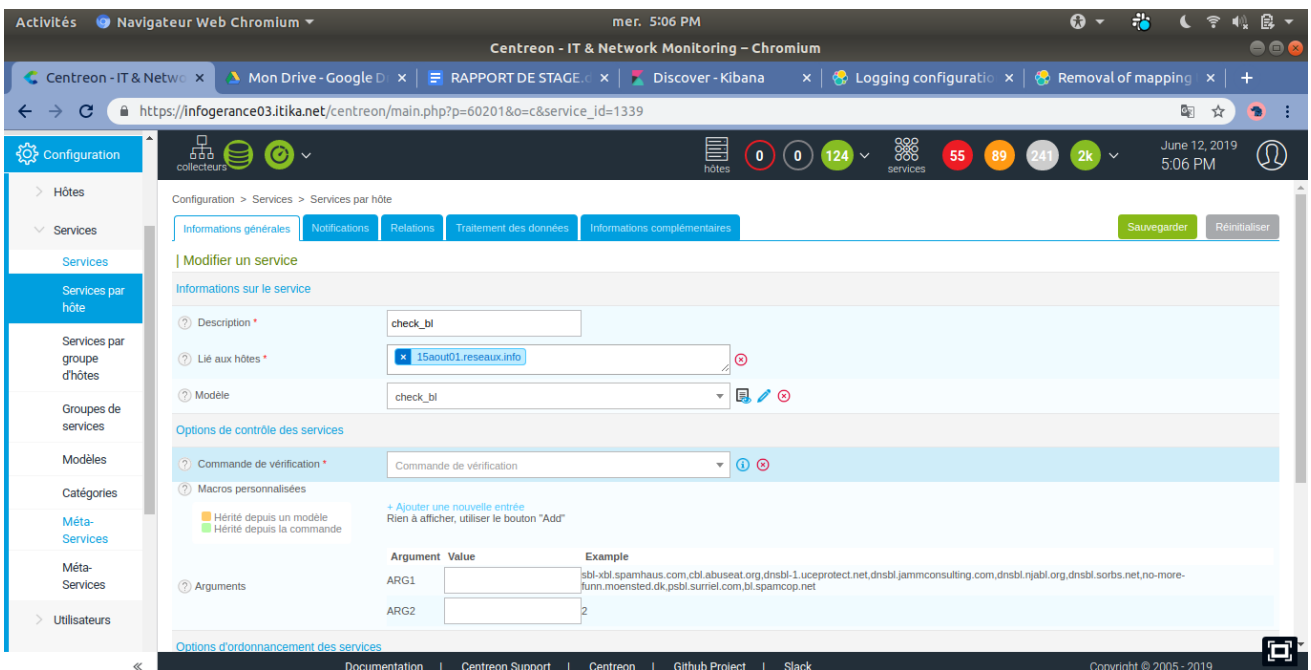 Activités Navigateur Web Chromium mer. 5:06 PM
Centreon - IT & Network Monitoring – Chromium
Centreon - IT & Netwo Mon Drive - Google D RAPPORT DE STAGE.d Discover - Kibana Logging configuratio Removal of mapping
https://infogerance03.itika.net/centreon/main.php?p=60201&o=c&service_id=1339
Configuration
collecteurs
hôtes
0
0
124
services
55
89
241
2k
June 12, 2019
5:06 PM
Hôtes
Services
Services
Services par
hôte
Services par
groupe
d'hôtes
Groupes de
services
Modèles
Catégories
Méta-
Services
Méta-
Services
Utilisateurs
Configuration > Services > Services par hôte
Informations générales Notifications Relations Traitement des données Informations complémentaires Sauvegarder Réinitialiser
| Modifier un service
Informations sur le service
Description * check_bl
Lié aux hôtes * 15aout01.reseaux.info
Modèle check_bl
Options de contrôle des services
Commande de vérification * Commande de vérification
Macros personnalisées
+ Ajouter une nouvelle entrée
Rien à afficher, utiliser le bouton "Add"
Hérité depuis un modèle
Hérité depuis la commande
Argument Value Example
Arguments
ARG1 sbl-xbl.spamhaus.com,cbl.abuseat.org,dnsbl-1.uceprotect.net,dnsbl.jammconsulting.com,dnsbl.njabl.org,dnsbl.sorbs.net,no-more-
funn.moensted.dk,psbl.surriel.com,bl.spamcop.net
ARG2 2
Options d'ordonnancement des services
Documentation | Centreon Support | Centreon | Github Project | Slack Copyright © 2005 - 2019